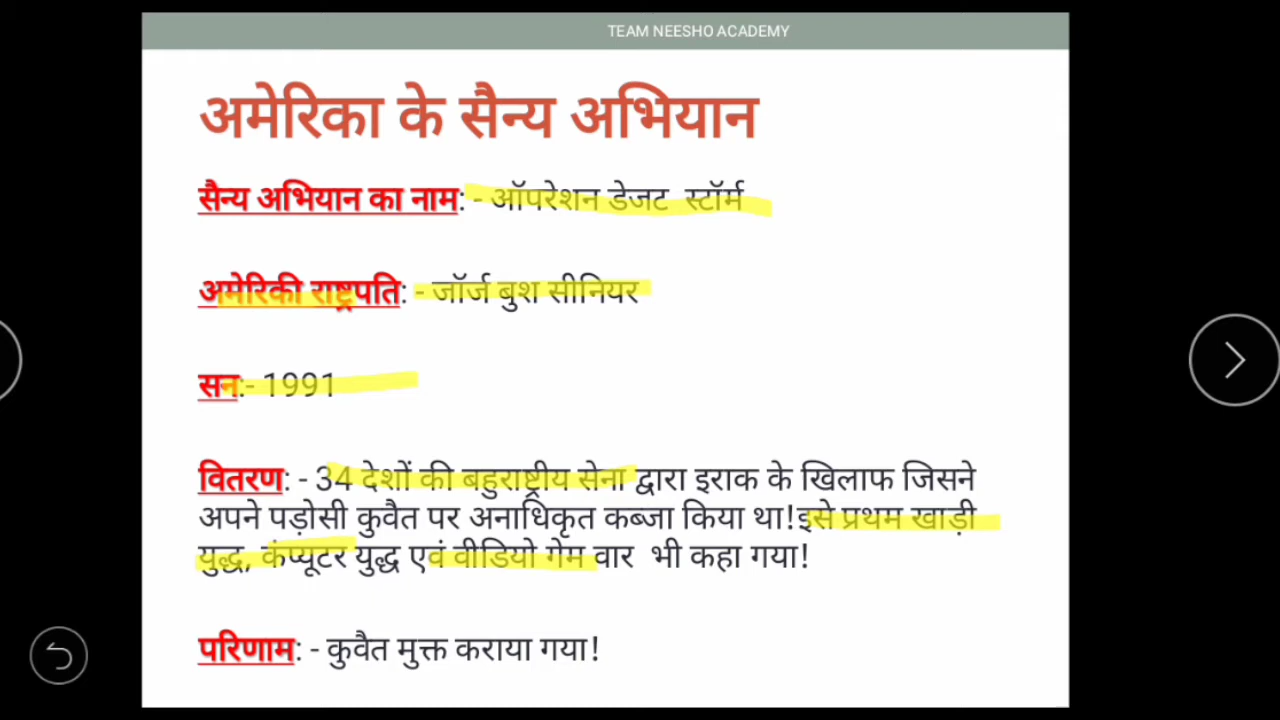 TEAM NEESHO ACADEMY
अमेरिका के सैन्य अभियान
सैन्य अभियान का नाम: - ऑपरेशन डेजट स्टॉर्म
अमेरिकी राष्ट्रपति: - जॉर्ज बुश सीनियर
सन:- 1991
वितरण: - 34 देशों की बहुराष्ट्रीय सेना द्वारा इराक के खिलाफ जिसने
अपने पड़ोसी कुवैत पर अनाधिकृत कब्जा किया था!इसे प्रथम खाड़ी
युद्ध, कंप्यूटर युद्ध एवं वीडियो गेम वार भी कहा गया!
परिणाम: - कुवैत मुक्त कराया गया!